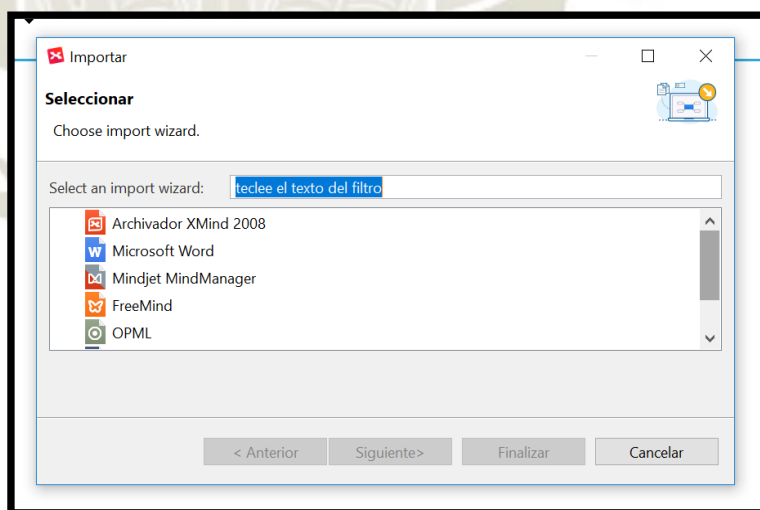 Importar
Seleccionar
Choose import wizard.
Select an import wizard: teclee el texto del filtro
Archivador XMind 2008
Microsoft Word
Mindjet MindManager
FreeMind
OPML
< Anterior Siguiente> Finalizar Cancelar